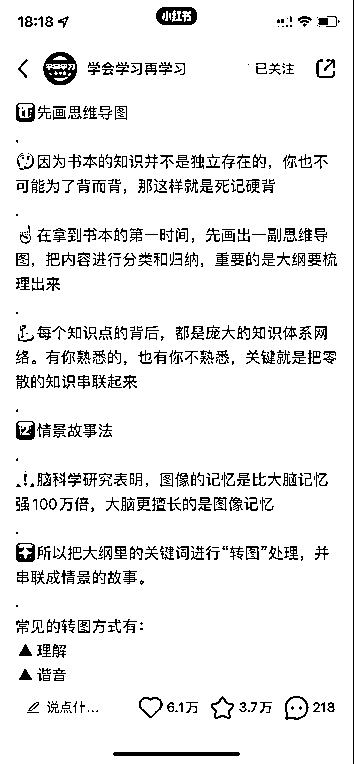 18:18
小红书
学会学习再学习
已关注
先画思维导图
.
因为书本的知识并不是独立存在的，你也不
可能为了背而背，那这样就是死记硬背
.
在拿到书本的第一时间，先画出一副思维导
图，把内容进行分类和归纳，重要的是大纲要梳
理出来
.
每个知识点的背后，都是庞大的知识体系网
络。有你熟悉的，也有你不熟悉，关键就是把零
散的知识串联起来
.
2 情景故事法
.
脑科学研究表明，图像的记忆是比大脑记忆
强100万倍，大脑更擅长的是图像记忆
.
所以把大纲里的关键词进行“转图”处理，并
串联成情景的故事。
.
常见的转图方式有：
▲理解
▲谐音
说点什...
6.1万
3.7万
218